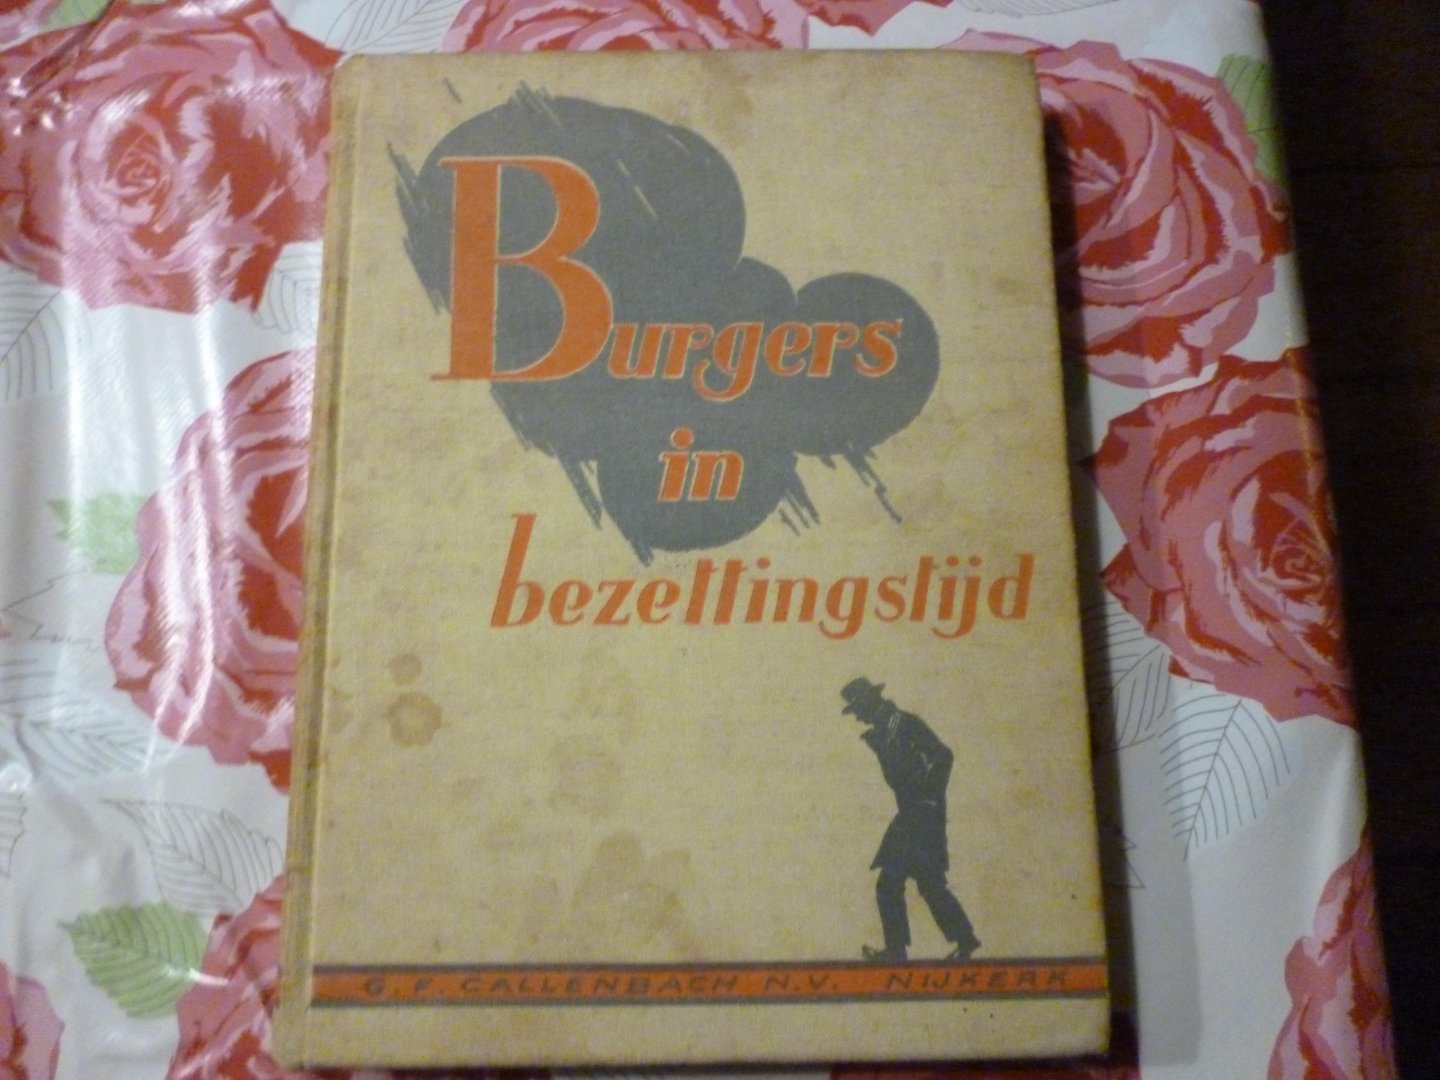 Burgers
in
bezettingstijd
G. F. CALLENBACH N.V. NIJKERK